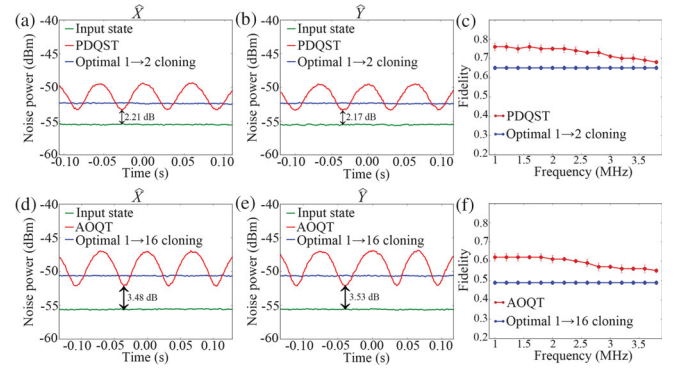 (a)
X̂
-40
-45
-50
-55
-60
Noise power (dBm)
Input state
PDQST
Optimal 1→2 cloning
2.21 dB
-0.10 -0.05 0.00 0.05 0.10
Time (s)
(b)
Ŷ
-40
-45
-50
-55
-60
Noise power (dBm)
Input state
PDQST
Optimal 1→2 cloning
2.17 dB
-0.10 -0.05 0.00 0.05 0.10
Time (s)
(c)
0.8
0.7
0.6
0.5
0.4
0.3
0.2
Fidelity
PDQST
Optimal 1→2 cloning
1 1.5 2 2.5 3 3.5
Frequency (MHz)
(d)
X̂
-40
-45
-50
-55
-60
Noise power (dBm)
Input state
AOQT
Optimal 1→16 cloning
3.48 dB
-0.10 -0.05 0.00 0.05 0.10
Time (s)
(e)
Ŷ
-40
-45
-50
-55
-60
Noise power (dBm)
Input state
AOQT
Optimal 1→16 cloning
3.53 dB
-0.10 -0.05 0.00 0.05 0.10
Time (s)
(f)
0.8
0.7
0.6
0.5
0.4
0.3
0.2
Fidelity
AOQT
Optimal 1→16 cloning
1 1.5 2 2.5 3 3.5
Frequency (MHz)